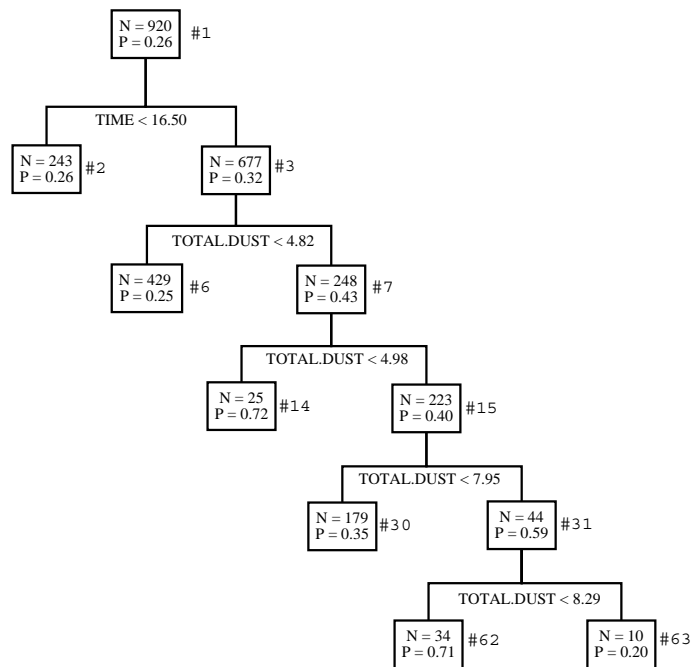 N = 920
P = 0.26
#1
TIME < 16.50
N = 243
P = 0.26
#2
N = 677
P = 0.32
#3
TOTAL.DUST < 4.82
N = 429
P = 0.25
#6
N = 248
P = 0.43
#7
TOTAL.DUST < 4.98
N = 25
P = 0.72
#14
N = 223
P = 0.40
#15
TOTAL.DUST < 7.95
N = 179
P = 0.35
#30
N = 44
P = 0.59
#31
TOTAL.DUST < 8.29
N = 34
P = 0.71
#62
N = 10
P = 0.20
#63